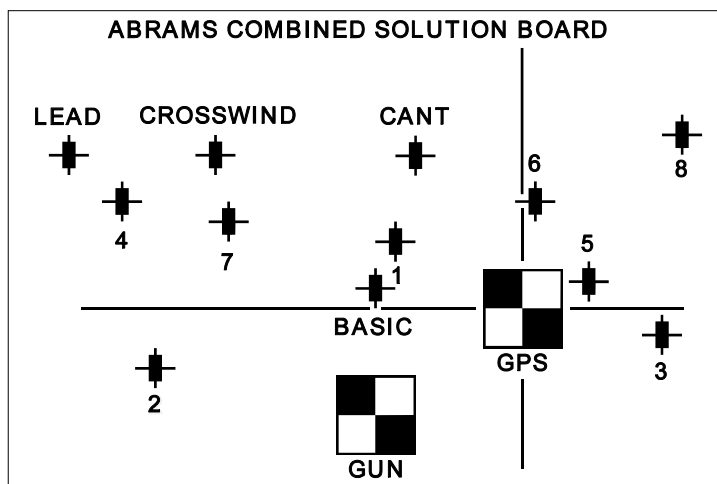 ABRAMS COMBINED SOLUTION BOARD
LEAD
CROSSWIND
CANT
6
8
4
7
1
5
BASIC
GPS
3
2
GUN